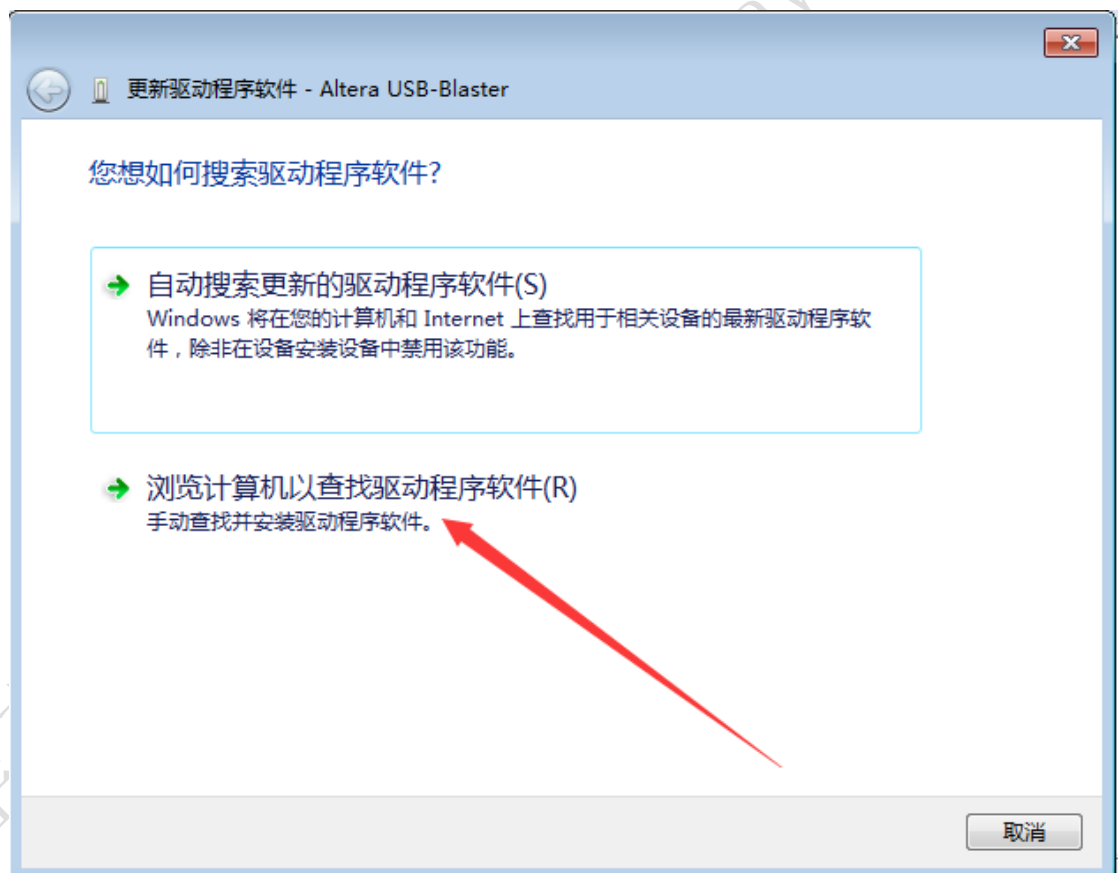 更新驱动程序软件 - Altera USB-Blaster
您想如何搜索驱动程序软件?
自动搜索更新的驱动程序软件(S)
Windows 将在您的计算机和 Internet 上查找用于相关设备的最新驱动程序软
件，除非在设备安装设备中禁用该功能。
浏览计算机以查找驱动程序软件(R)
手动查找并安装驱动程序软件。
取消